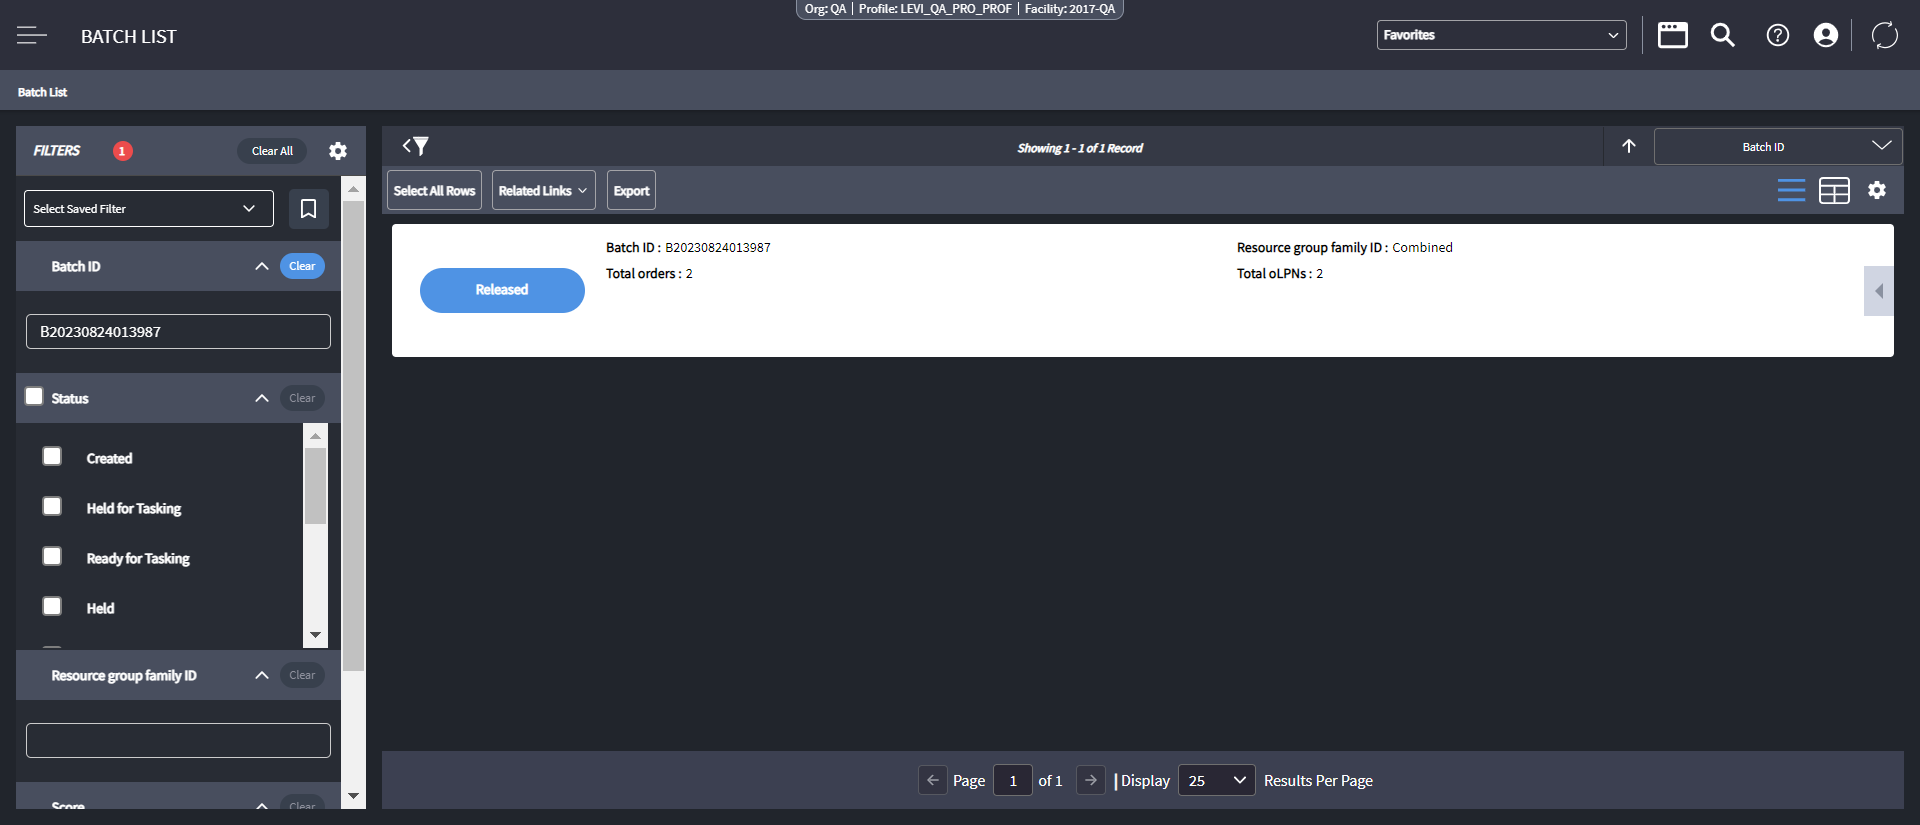 Org: QA | Profile: LEVI_QA_PRO_PROF | Facility: 2017-QA
BATCH LIST
Favorites
Batch List
FILTERS 1 Clear All
Select Saved Filter
Batch ID Clear
B20230824013987
Status Clear
Created
Held for Tasking
Ready for Tasking
Held
Resource group family ID Clear
Score Clear
Showing 1 - 1 of 1 Record
Batch ID
Select All Rows Related Links Export
Released
Batch ID : B20230824013987
Total orders : 2
Resource group family ID : Combined
Total oLPNs : 2
Page 1 of 1 | Display 25 Results Per Page